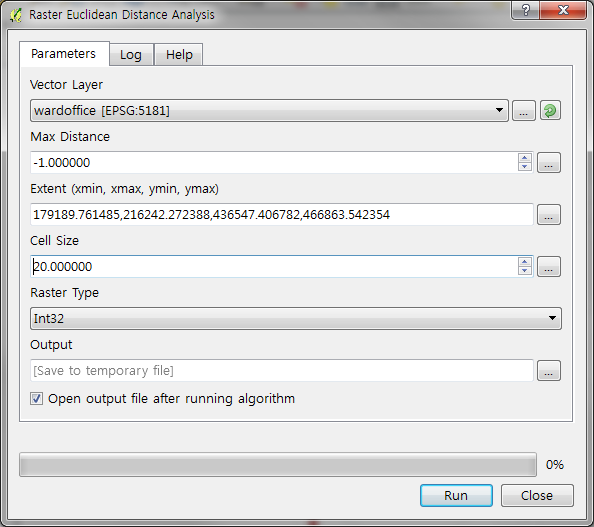 Raster Euclidean Distance Analysis
?
Parameters Log Help
Vector Layer
wardoffice [EPSG:5181] ...
Max Distance
-1.000000 ...
Extent (xmin, xmax, ymin, ymax)
179189.761485,216242.272388,436547.406782,466863.542354 ...
Cell Size
20.000000 ...
Raster Type
Int32
Output
[Save to temporary file] ...
Open output file after running algorithm
0%
Run Close